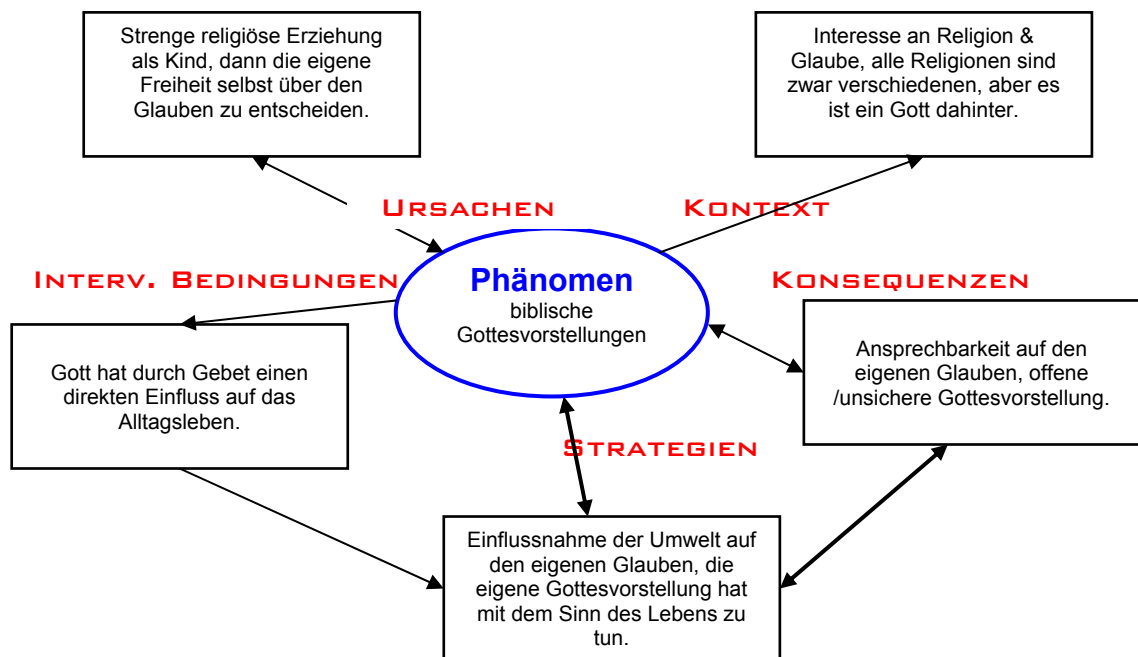 Strenge religiöse Erziehung
als Kind, dann die eigene
Freiheit selbst über den
Glauben zu entscheiden.
Interesse an Religion &
Glaube, alle Religionen sind
zwar verschiedenen, aber es
ist ein Gott dahinter.
URSACHEN
KONTEXT
INTERV. BEDINGUNGEN
Phänomen
biblische
Gottesvorstellungen
KONSEQUENZEN
Gott hat durch Gebet einen
direkten Einfluss auf das
Alltagsleben.
Ansprechbarkeit auf den
eigenen Glauben, offene
/unsichere Gottesvorstellung.
STRATEGIEN
Einflussnahme der Umwelt auf
den eigenen Glauben, die
eigene Gottesvorstellung hat
mit dem Sinn des Lebens zu
tun.